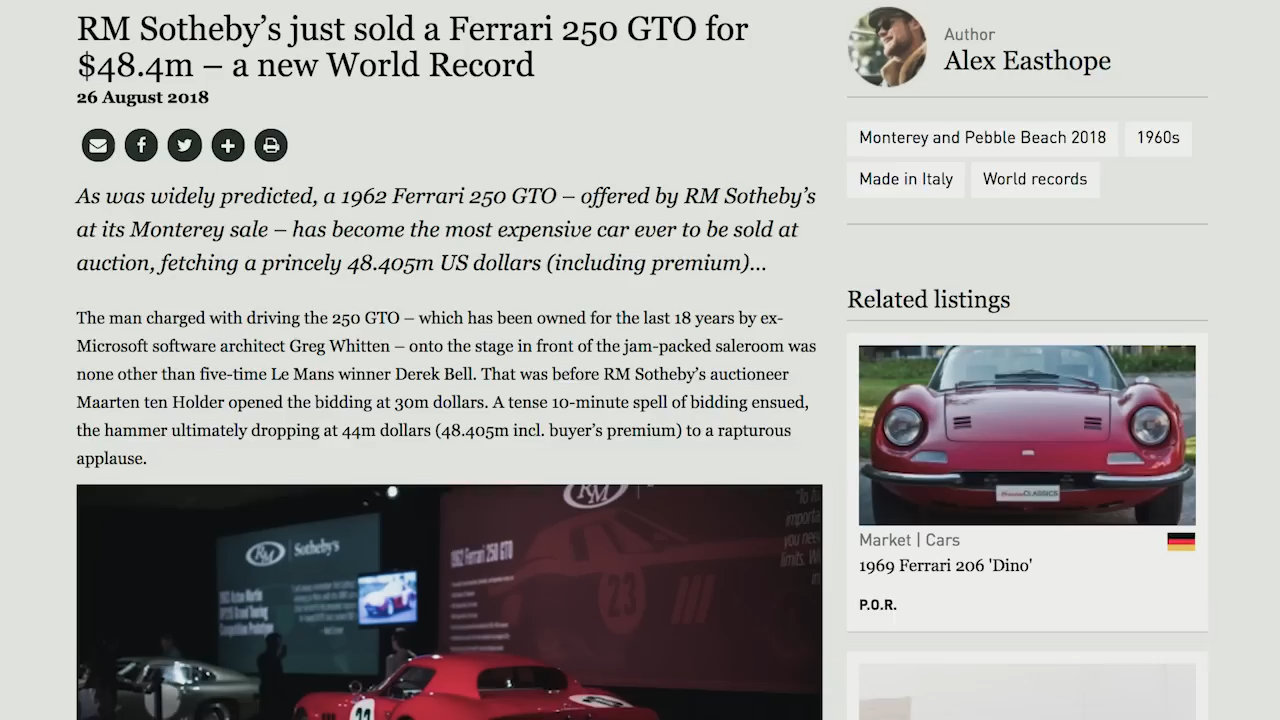 RM Sotheby’s just sold a Ferrari 250 GTO for
$48.4m – a new World Record
26 August 2018
As was widely predicted, a 1962 Ferrari 250 GTO – offered by RM Sotheby’s
at its Monterey sale – has become the most expensive car ever to be sold at
auction, fetching a princely 48.405m US dollars (including premium)...
The man charged with driving the 250 GTO – which has been owned for the last 18 years by ex-
Microsoft software architect Greg Whitten – onto the stage in front of the jam-packed saleroom was
none other than five-time Le Mans winner Derek Bell. That was before RM Sotheby’s auctioneer
Maarten ten Holder opened the bidding at 30m dollars. A tense 10-minute spell of bidding ensued,
the hammer ultimately dropping at 44m dollars (48.405m incl. buyer’s premium) to a rapturous
applause.
RM
RM Sotheby's
1962 Ferrari 250 GTO
23
23
Author
Alex Easthope
Monterey and Pebble Beach 2018
1960s
Made in Italy
World records
Related listings
CLASSICS
Market | Cars
1969 Ferrari 206 'Dino'
P.O.R.